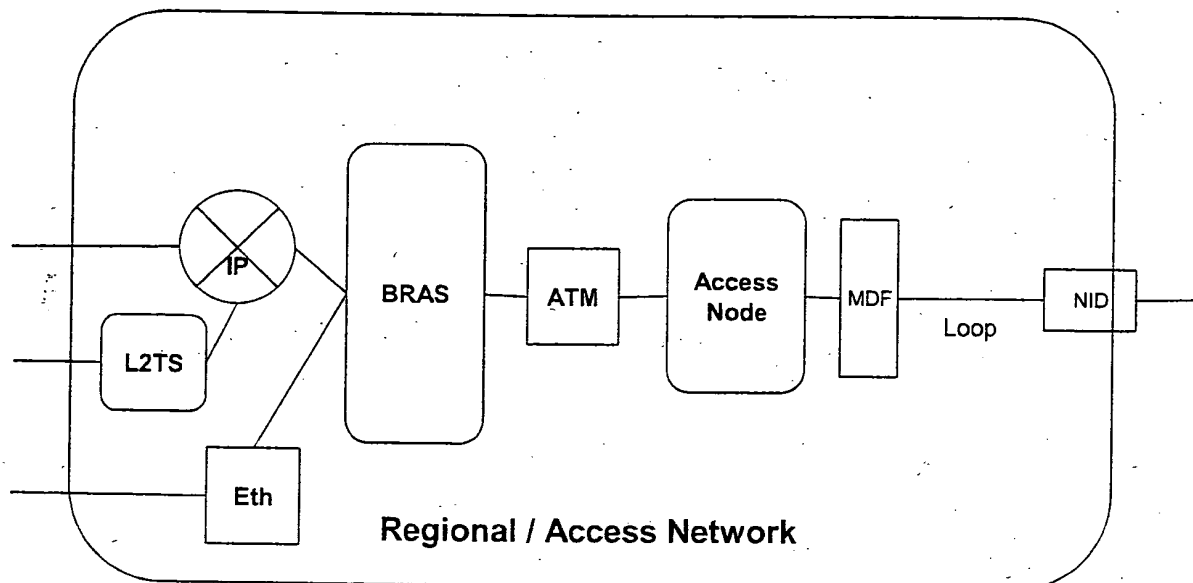 IP
BRAS
ATM
Access
Node
MDF
NID
Loop
L2TS
Eth
Regional / Access Network